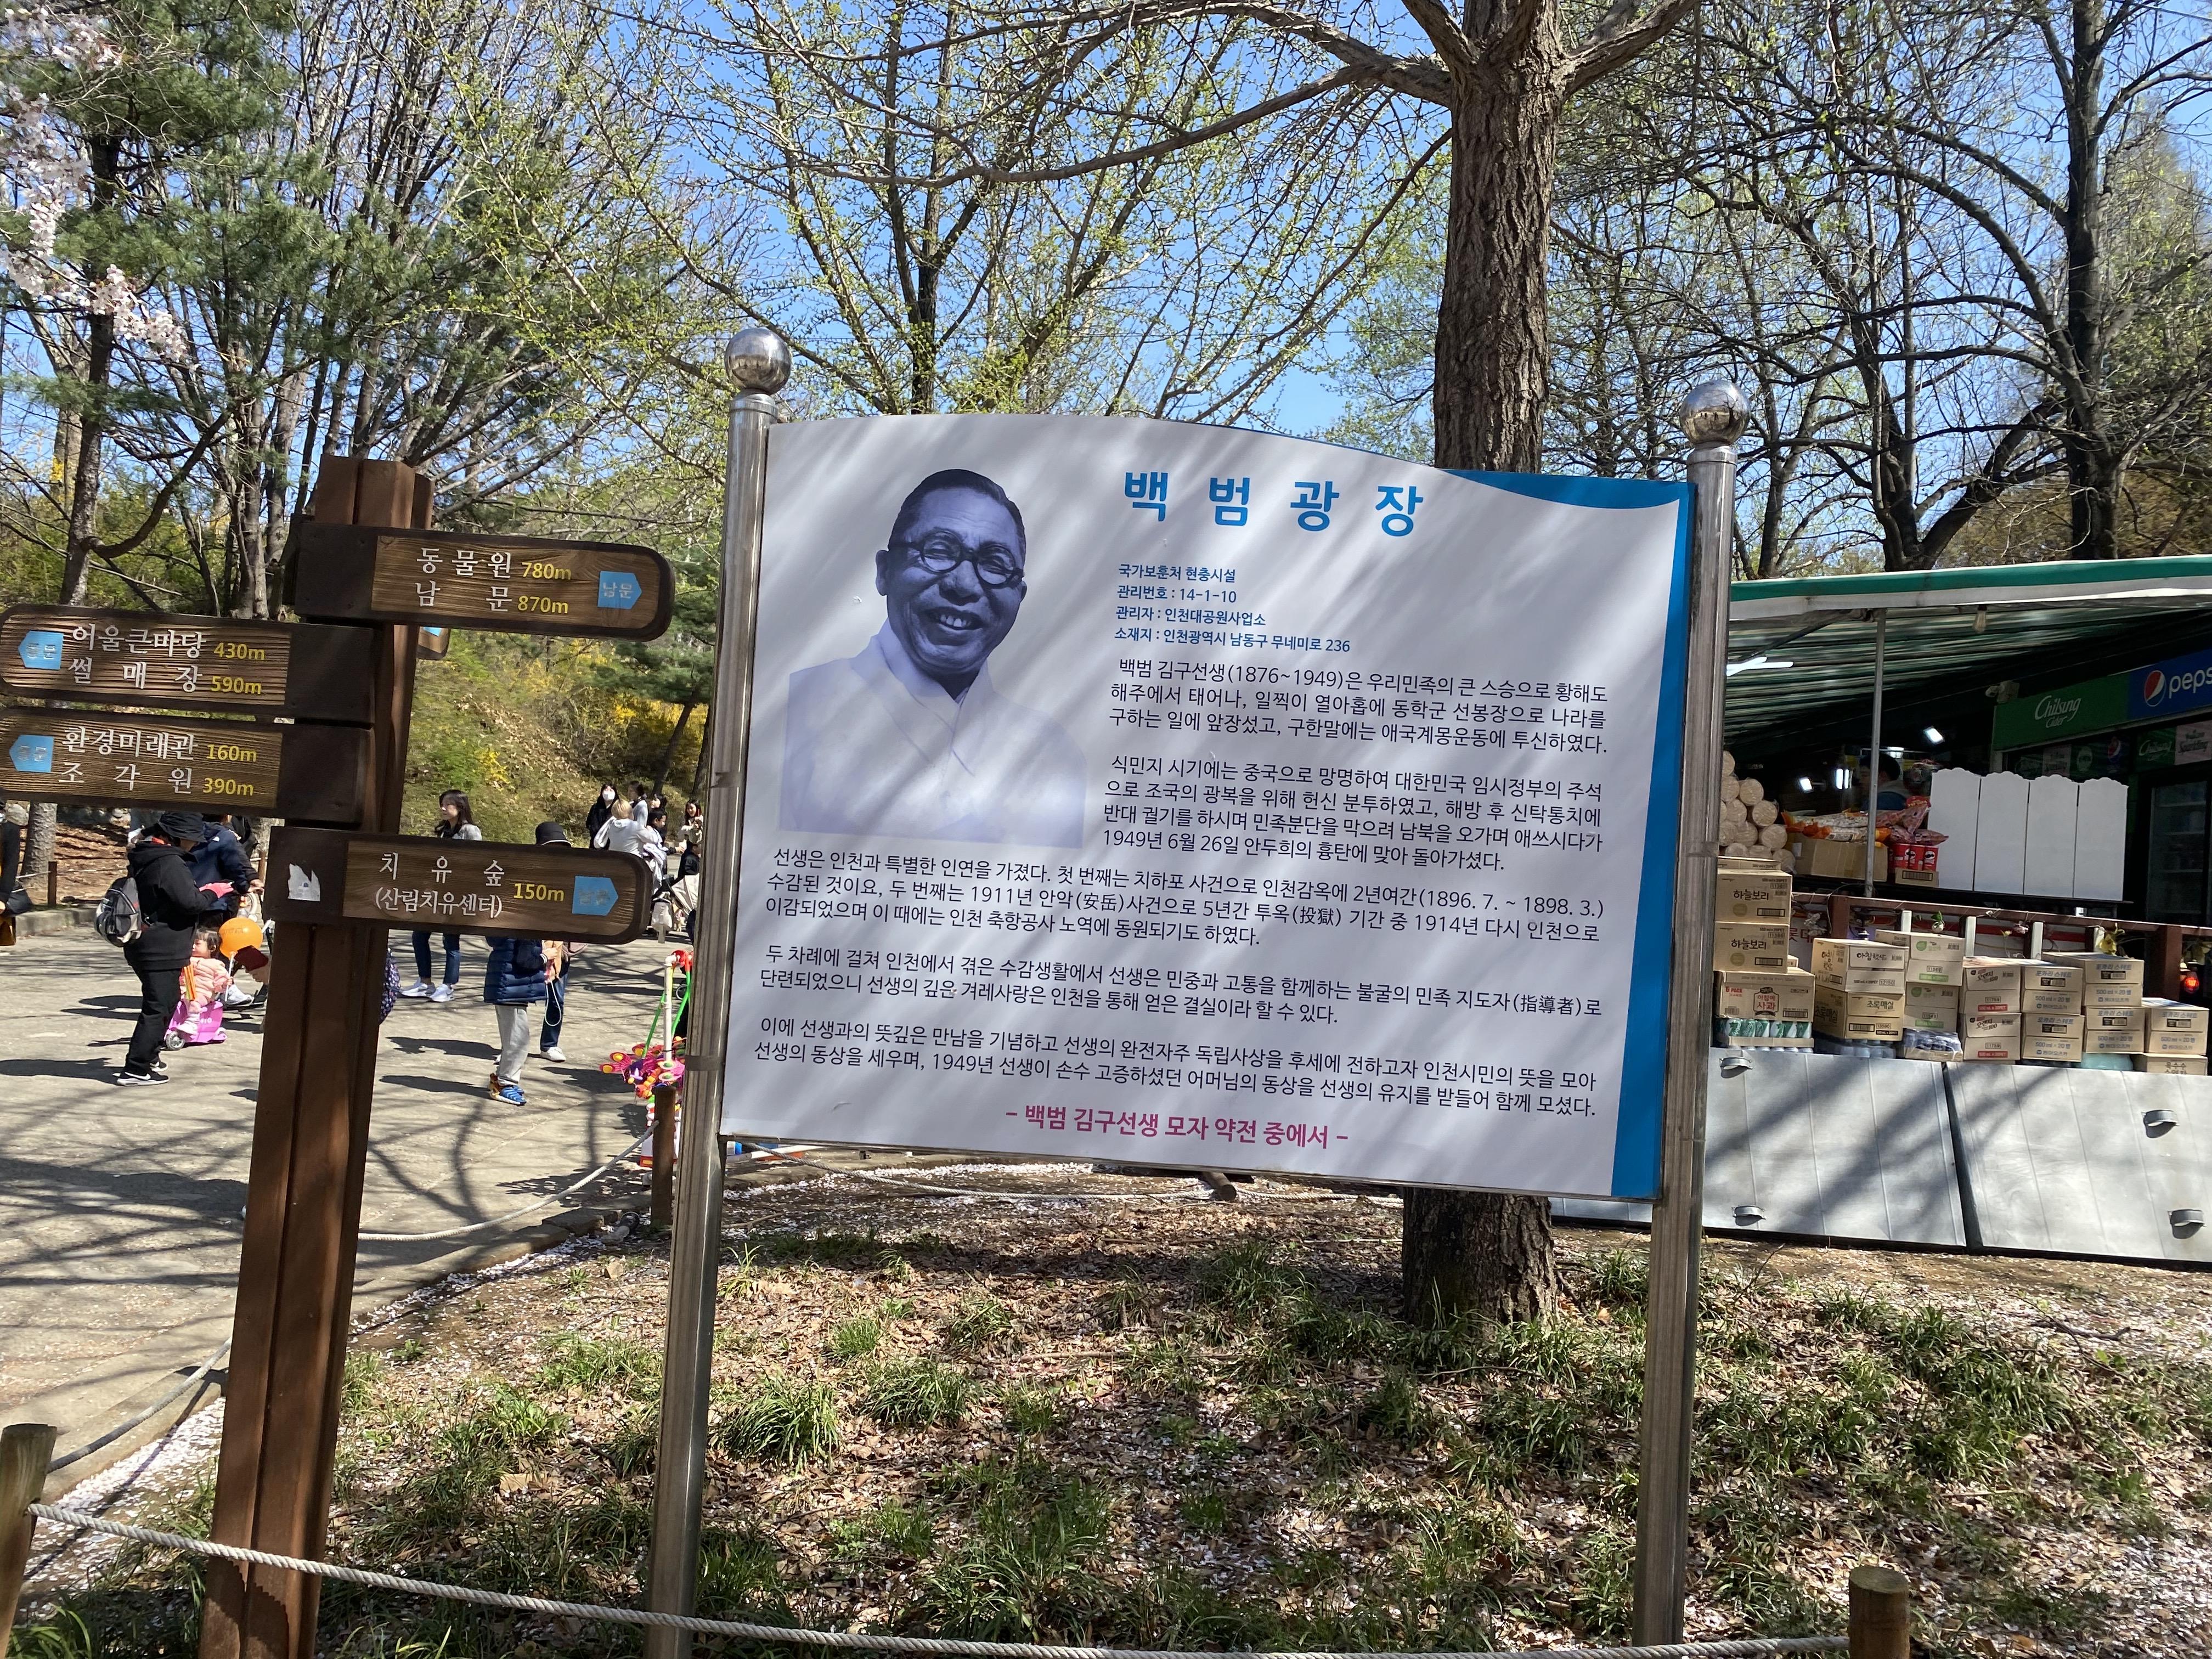 동물원 780m
남문 870m
남문
어울큰마당 430m
썰매장 590m
환경미래관 160m
조각원 390m
치유숲
(산림치유센터) 150m
백범광장
국가보훈처 현충시설
관리번호 : 14-1-10
관리자 : 인천대공원사업소
소재지 : 인천광역시 남동구 무네미로 236
백범 김구선생(1876~1949)은 우리민족의 큰 스승으로 황해도
해주에서 태어나, 일찍이 열아홉에 동학군 선봉장으로 나라를
구하는 일에 앞장섰고, 구한말에는 애국계몽운동에 투신하였다.
식민지 시기에는 중국으로 망명하여 대한민국 임시정부의 주석
으로 조국의 광복을 위해 헌신 분투하였고, 해방 후 신탁통치에
반대 궐기를 하시며 민족분단을 막으려 남북을 오가며 애쓰시다가
1949년 6월 26일 안두희의 흉탄에 맞아 돌아가셨다.
선생은 인천과 특별한 인연을 가졌다. 첫 번째는 치하포 사건으로 인천감옥에 2년여간(1896. 7. ~ 1898. 3.)
수감된 것이요, 두 번째는 1911년 안악(安岳)사건으로 5년간 투옥(投獄) 기간 중 1914년 다시 인천으로
이감되었으며 이 때에는 인천 축항공사 노역에 동원되기도 하였다.
두 차례에 걸쳐 인천에서 겪은 수감생활에서 선생은 민중과 고통을 함께하는 불굴의 민족 지도자(指導者)로
단련되었으니 선생의 깊은 겨레사랑은 인천을 통해 얻은 결실이라 할 수 있다.
이에 선생과의 뜻깊은 만남을 기념하고 선생의 완전자주 독립사상을 후세에 전하고자 인천시민의 뜻을 모아
선생의 동상을 세우며, 1949년 선생이 손수 고증하셨던 어머님의 동상을 선생의 유지를 받들어 함께 모셨다.
- 백범 김구선생 모자 약전 중에서 -
Chilsung
Cider
peps
하늘보리
하늘보리
초록매실